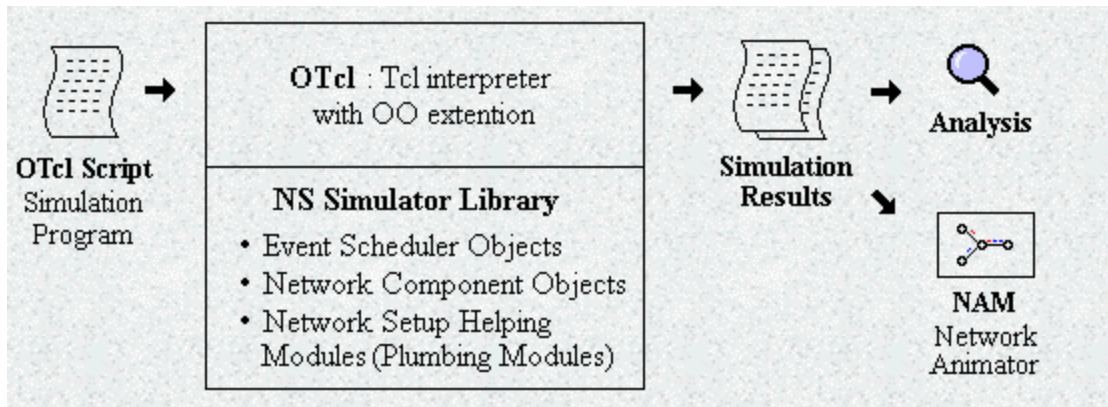 OTcl Script
Simulation
Program
OTcl : Tcl interpreter
with OO extention
NS Simulator Library
• Event Scheduler Objects
• Network Component Objects
• Network Setup Helping
Modules (Plumbing Modules)
Simulation
Results
Analysis
NAM
Network
Animator